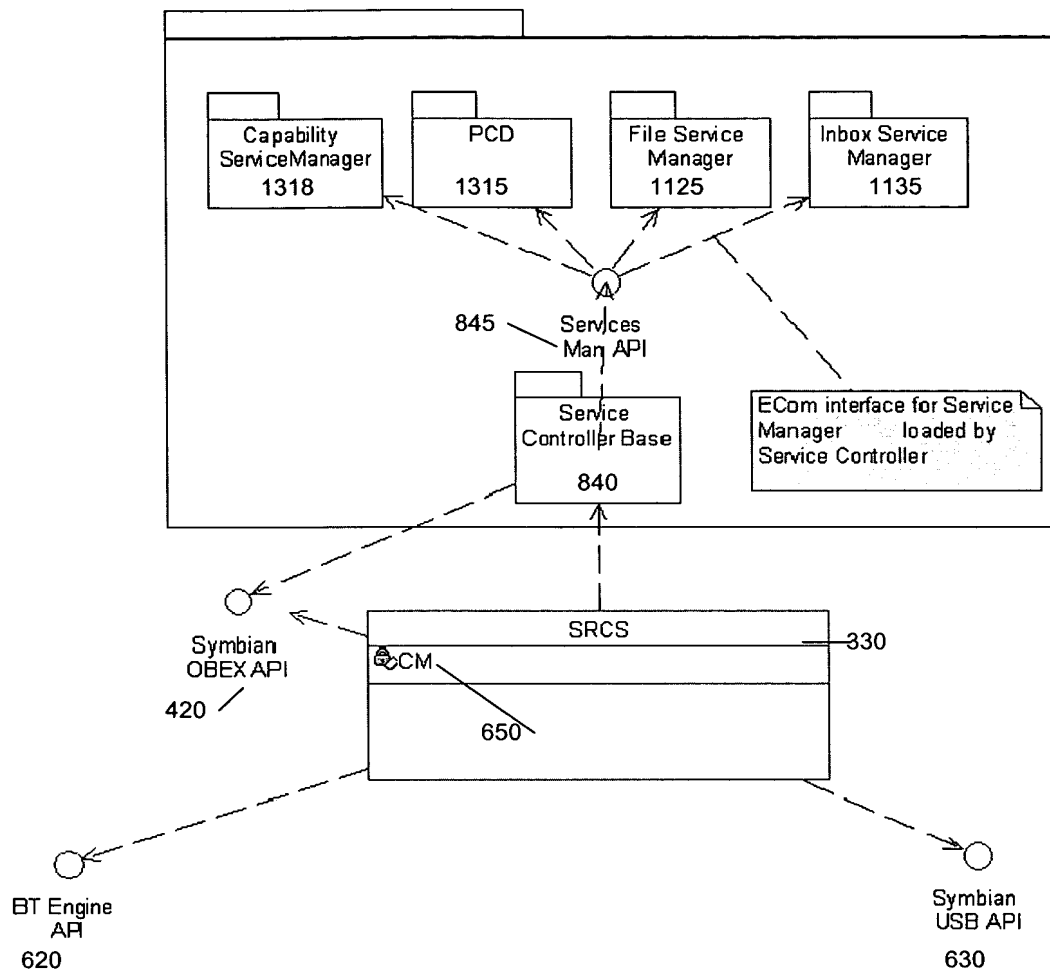 Capability
ServiceManager
1318
PCD
1315
File Service
Manager
1125
Inbox Service
Manager
1135
845
Services
Man API
Service
Controller Base
840
ECom interface for Service
Manager loaded by
Service Controller
Symbian
OBEX API
420
SRCS
330
CM
650
BT Engine
API
620
Symbian
USB API
630